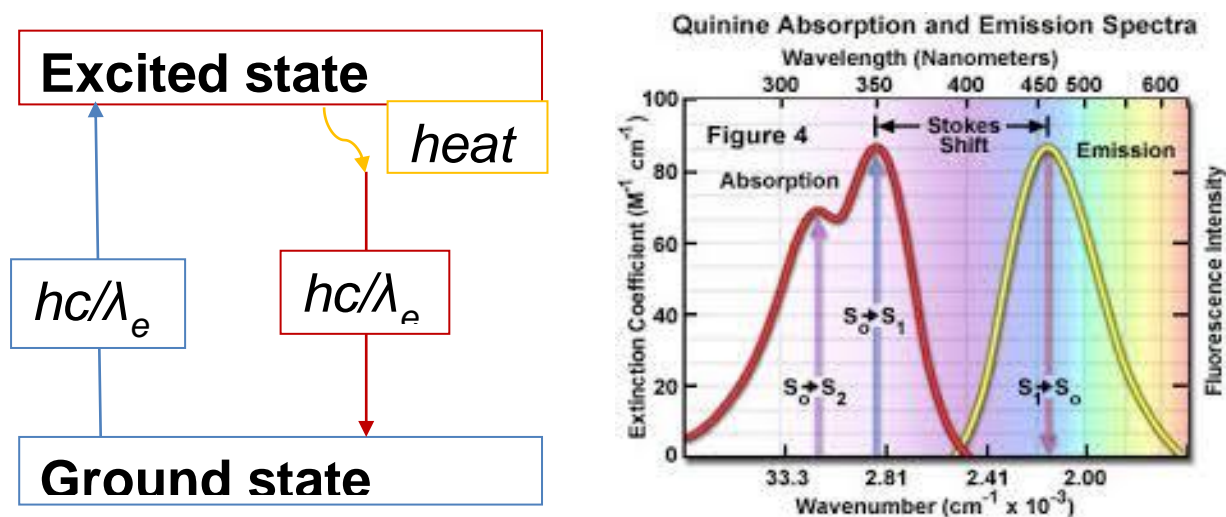 Excited state
heat
hc/λe
hc/λe
Ground state
Quinine Absorption and Emission Spectra
Wavelength (Nanometers)
300 350 400 450 500 600
100
80
60
40
20
0
Extinction Coefficient (M-1 cm-1)
Figure 4
Stokes
Shift
Absorption
Emission
So→S1
So→S2
S1→So
Fluorescence Intensity
33.3 2.81 2.41 2.00
Wavenumber (cm-1 x 10-3)